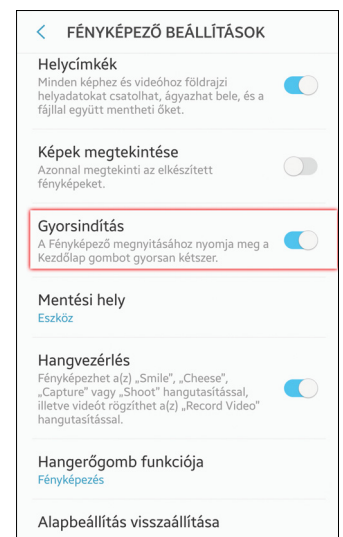 FÉNYKÉPEZŐ BEÁLLÍTÁSOK
Helycímkék
Minden képhez és videóhoz földrajzi
helyadatokat csatolhat, ágyazhat bele, és a
fájllal együtt mentheti őket.
Képek megtekintése
Azonnal megtekinti az elkészített
fényképeket.
Gyorsindítás
A Fényképező megnyitásához nyomja meg a
Kezdőlap gombot gyorsan kétszer.
Mentési hely
Eszköz
Hangvezérlés
Fényképezhet a(z) „Smile”, „Cheese”,
„Capture” vagy „Shoot” hangutasítással,
illetve videót rögzíthet a(z) „Record Video”
hangutasítással.
Hangerőgomb funkciója
Fényképezés
Alapbeállítás visszaállítása